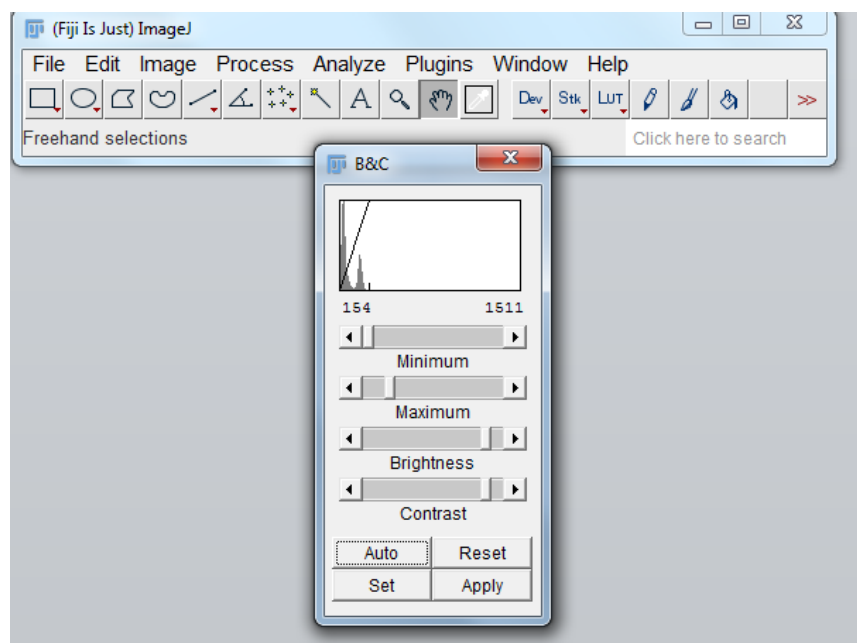 (Fiji Is Just) ImageJ
File Edit Image Process Analyze Plugins Window Help
A Dev Stk LUT >>
Freehand selections Click here to search
Fiji B&C
154 1511
Minimum
Maximum
Brightness
Contrast
Auto Reset
Set Apply